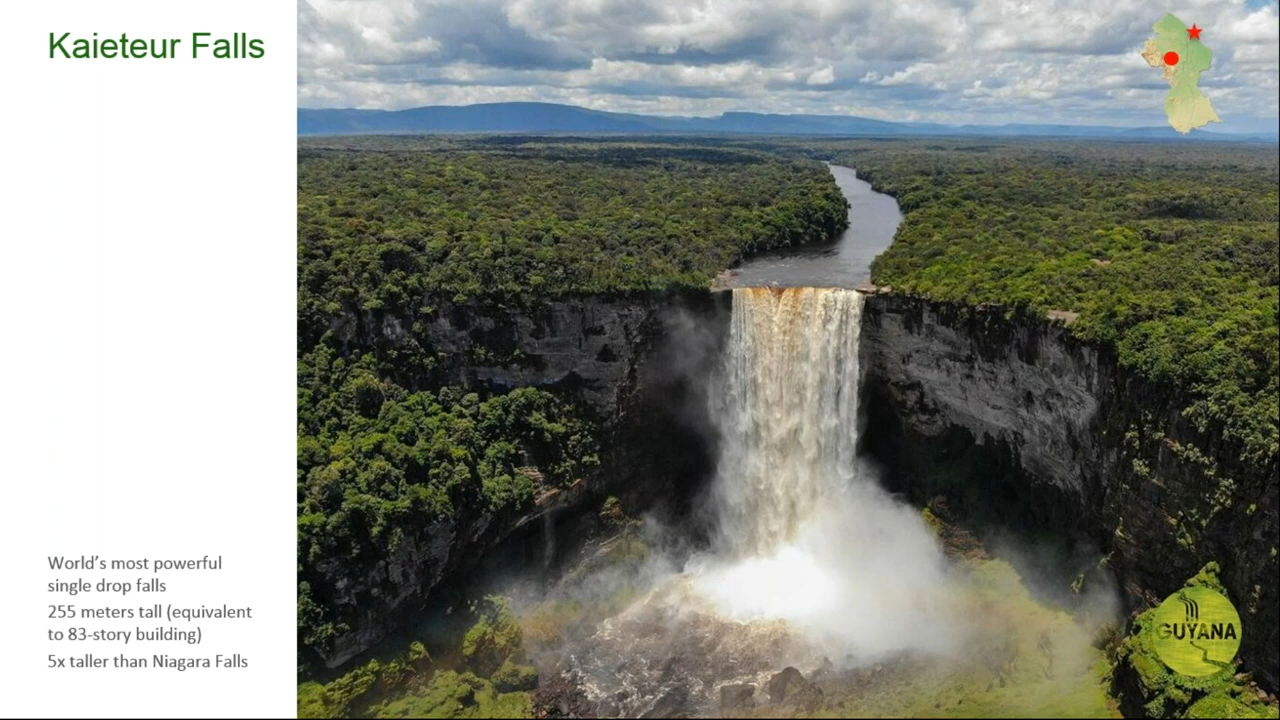 Kaieteur Falls
World's most powerful
single drop falls
255 meters tall (equivalent
to 83-story building)
5x taller than Niagara Falls
GUYANA